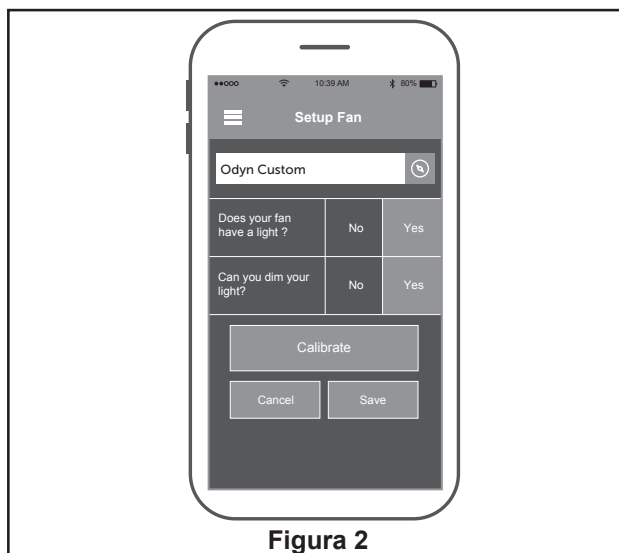 10:39 AM 80%
Setup Fan
Odyn Custom
Does your fan
have a light ?
No
Yes
Can you dim your
light?
No
Yes
Calibrate
Cancel
Save
Figura 2